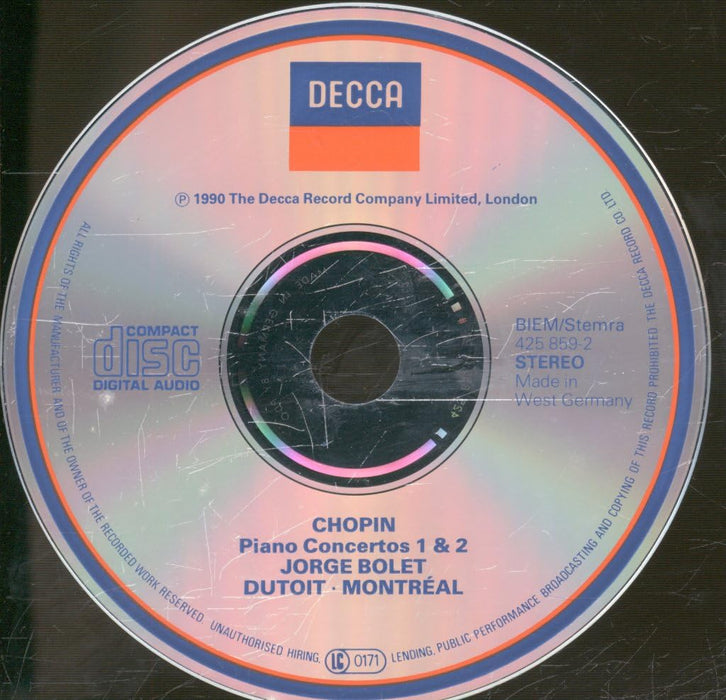 DECCA
Ⓟ 1990 The Decca Record Company Limited, London
COMPACT
disc
DIGITAL AUDIO
BIEM/Stemra
425 859-2
STEREO
Made in
West Germany
CHOPIN
Piano Concertos 1 & 2
JORGE BOLET
DUTOIT · MONTRÉAL
ALL RIGHTS OF THE MANUFACTURER AND OF THE OWNER OF THE RECORDED WORK RESERVED. UNAUTHORISED HIRING, LENDING, PUBLIC PERFORMANCE BROADCASTING AND COPYING OF THIS RECORD PROHIBITED THE DECCA RECORD CO. LTD.
LC 0171